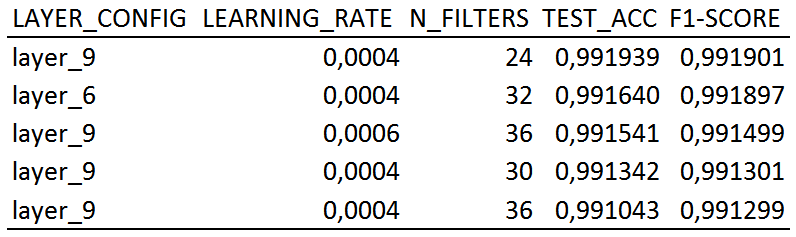 LAYER_CONFIG LEARNING_RATE N_FILTERS TEST_ACC F1-SCORE
layer_9 0,0004 24 0,991939 0,991901
layer_6 0,0004 32 0,991640 0,991897
layer_9 0,0006 36 0,991541 0,991499
layer_9 0,0004 30 0,991342 0,991301
layer_9 0,0004 36 0,991043 0,991299